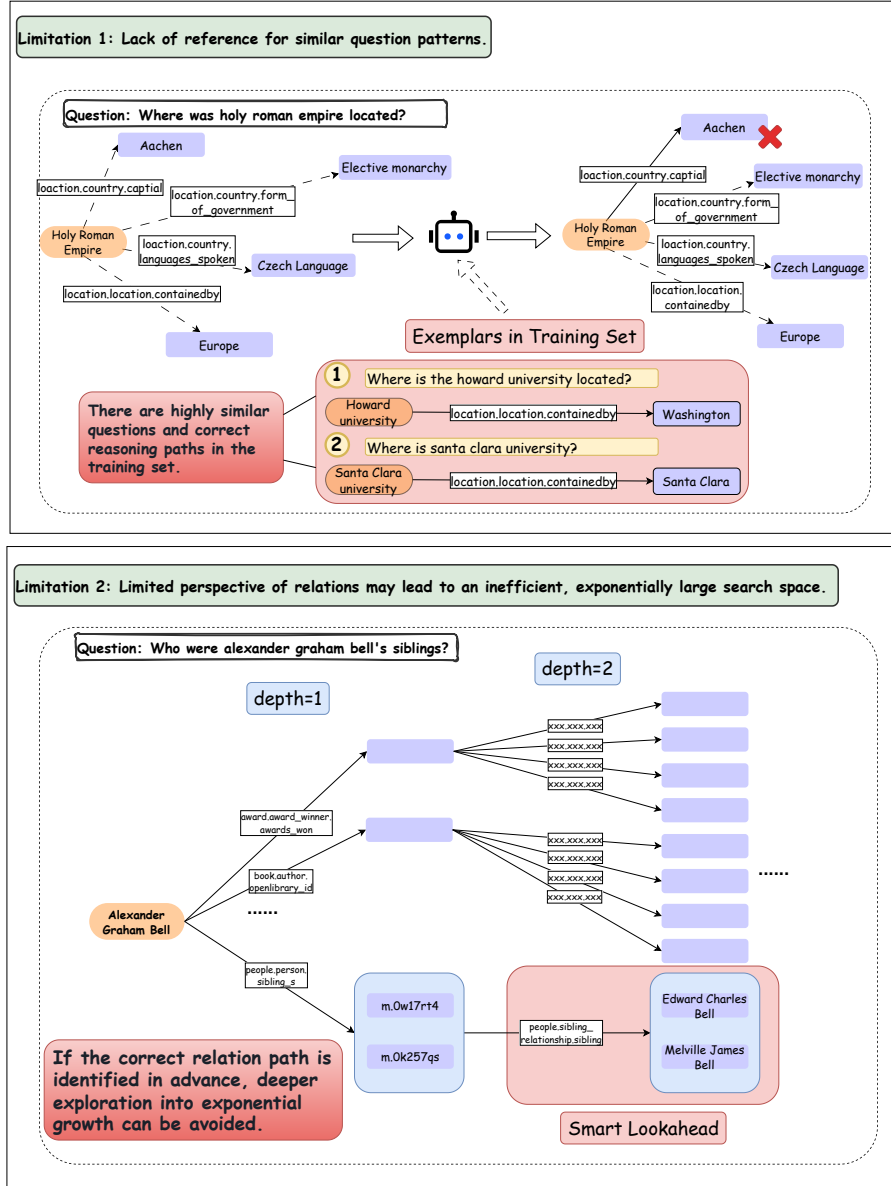 Limitation 1: Lack of reference for similar question patterns.
Question: Where was holy roman empire located?
Aachen
loaction.country.captial
Elective monarchy
location.country.form_
of_government
Holy Roman
Empire
loaction.country.
languages_spoken
Czech Language
location.location.containedby
Europe
Aachen
loaction.country.captial
Elective monarchy
location.country.form_
of_government
Holy Roman
Empire
loaction.country.
languages_spoken
Czech Language
location.location.
containedby
Europe
Exemplars in Training Set
There are highly similar
questions and correct
reasoning paths in the
training set.
1
Where is the howard university located?
Howard
university
location.location.containedby
Washington
2
Where is santa clara university?
Santa Clara
university
location.location.containedby
Santa Clara
Limitation 2: Limited perspective of relations may lead to an inefficient, exponentially large search space.
Question: Who were alexander graham bell's siblings?
depth=1
depth=2
xxx.xxx.xxx
xxx.xxx.xxx
xxx.xxx.xxx
xxx.xxx.xxx
award.award_winner.
awards_won
xxx.xxx.xxx
xxx.xxx.xxx
xxx.xxx.xxx
xxx.xxx.xxx
......
book.author.
openlibrary_id
......
Alexander
Graham Bell
people.person.
sibling_s
m.0w17rt4
m.0k257qs
people.sibling_
relationship.sibling
Edward Charles
Bell
Melville James
Bell
If the correct relation path is
identified in advance, deeper
exploration into exponential
growth can be avoided.
Smart Lookahead